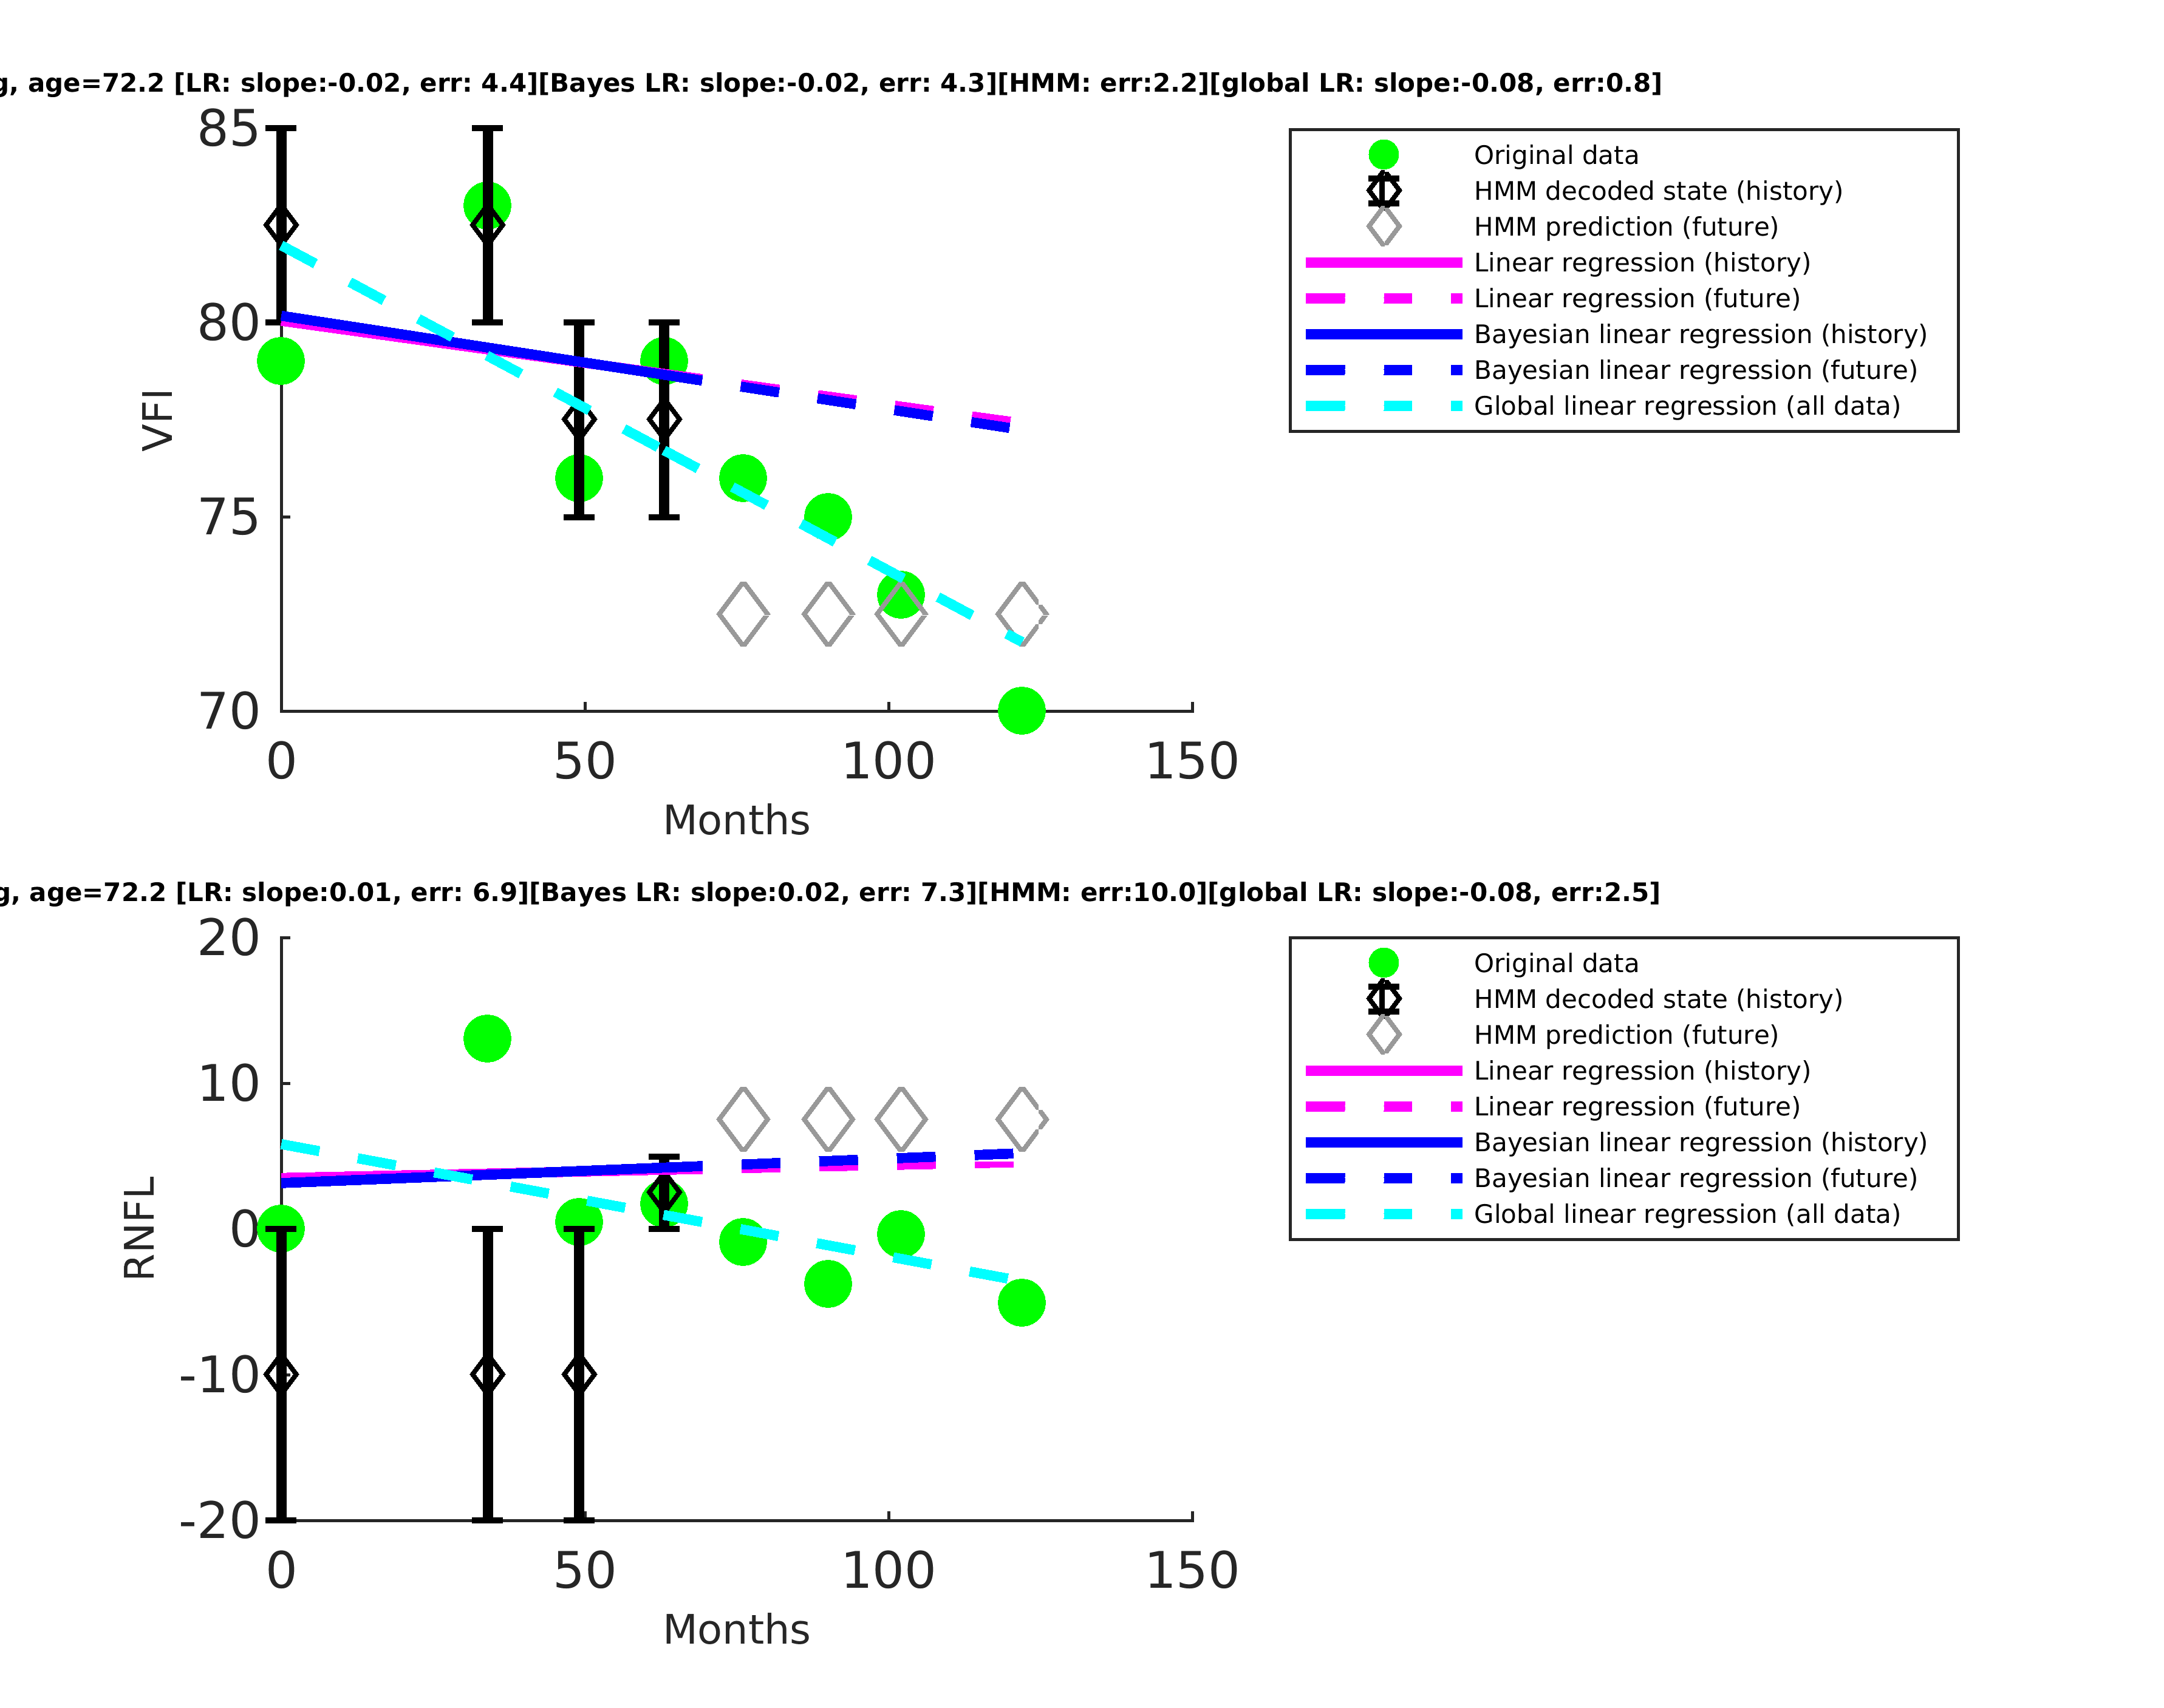 g, age=72.2 [LR: slope:-0.02, err: 4.4][Bayes LR: slope:-0.02, err: 4.3][HMM: err:2.2][global LR: slope:-0.08, err:0.8]
85
80
75
70
VFI
0 50 100 150
Months
Original data
HMM decoded state (history)
HMM prediction (future)
Linear regression (history)
Linear regression (future)
Bayesian linear regression (history)
Bayesian linear regression (future)
Global linear regression (all data)
g, age=72.2 [LR: slope:0.01, err: 6.9][Bayes LR: slope:0.02, err: 7.3][HMM: err:10.0][global LR: slope:-0.08, err:2.5]
20
10
0
-10
-20
RNFL
0 50 100 150
Months
Original data
HMM decoded state (history)
HMM prediction (future)
Linear regression (history)
Linear regression (future)
Bayesian linear regression (history)
Bayesian linear regression (future)
Global linear regression (all data)